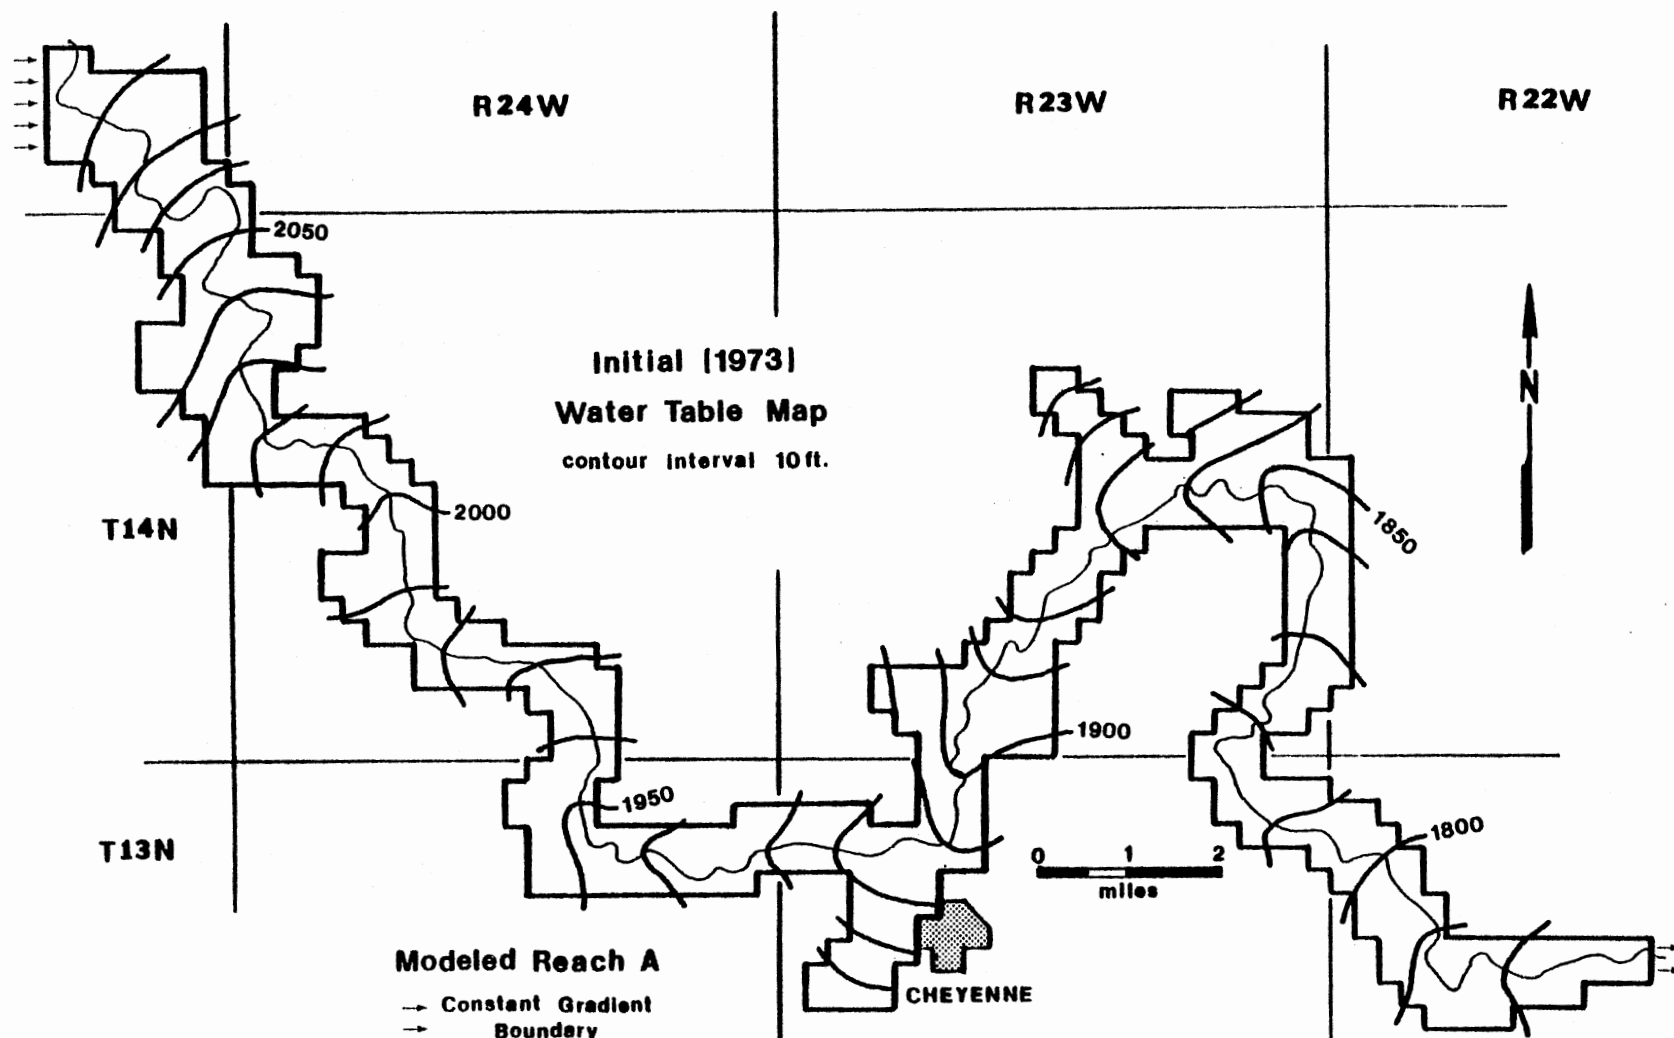 R24W
R23W
R22W
2050
Initial (1973)
Water Table Map
contour interval 10 ft.
N
2000
T14N
1850
1900
1950
T13N
1800
0 1 2
miles
Modeled Reach A
→ Constant Gradient
→ Boundary
CHEYENNE